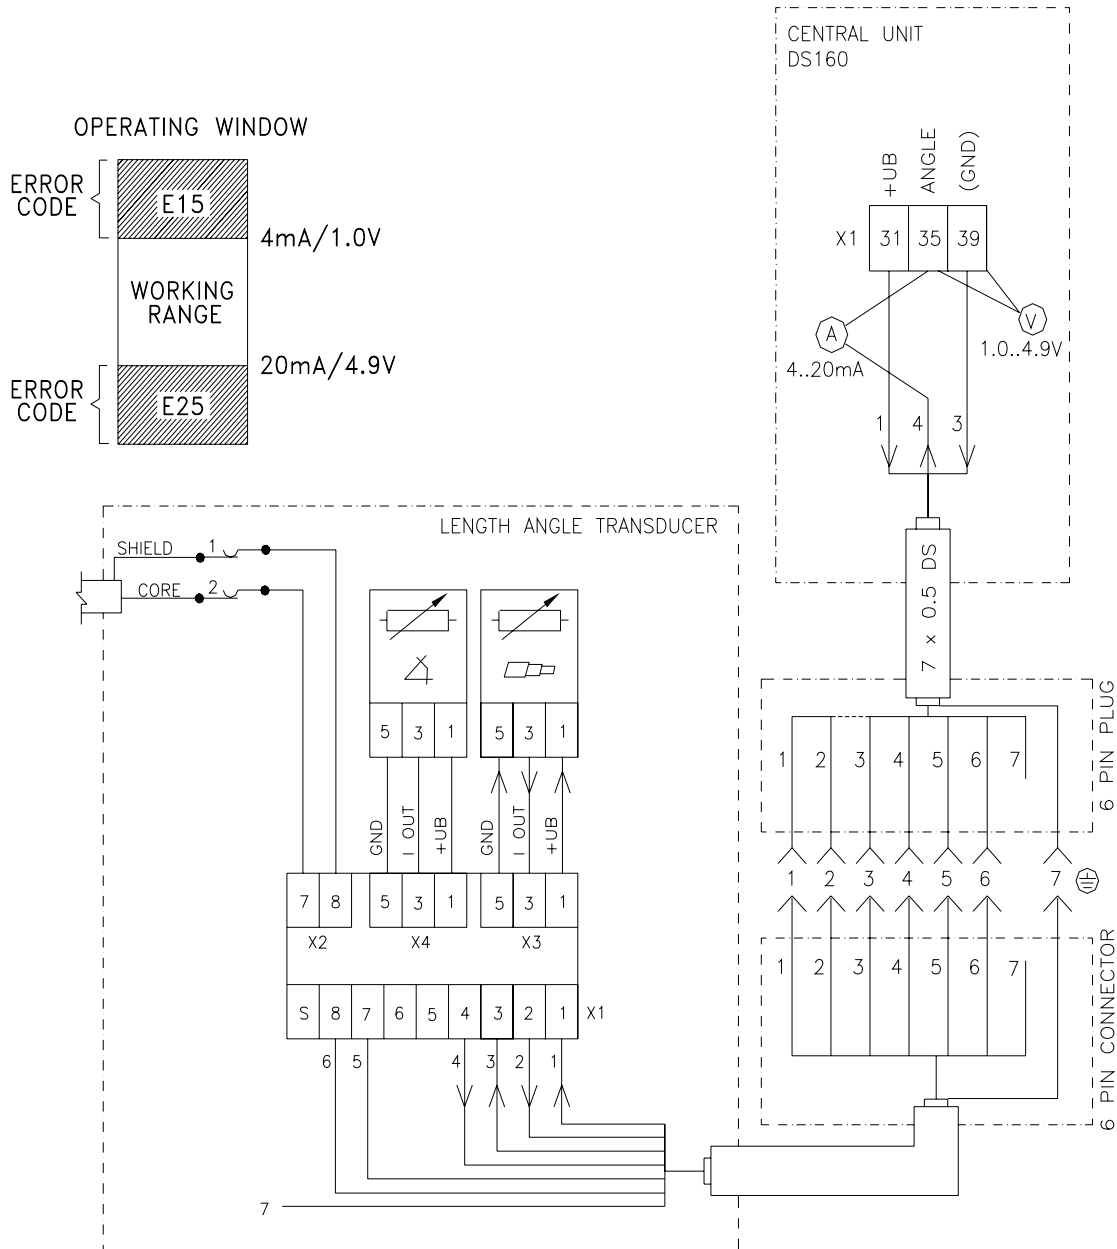 CENTRAL UNIT
DS160
OPERATING WINDOW
ERROR
CODE
E15
4mA/1.0V
WORKING
RANGE
20mA/4.9V
ERROR
CODE
E25
+UB
ANGLE
(GND)
X1 31 35 39
A
V
4..20mA
1.0..4.9V
1 4 3
7 x 0.5 DS
LENGTH ANGLE TRANSDUCER
SHIELD 1
CORE 2
5 3 1 5 3 1
GND
I OUT
+UB
GND
I OUT
+UB
7 8 5 3 1 5 3 1
X2 X4 X3
S 8 7 6 5 4 3 2 1 X1
6 5 4 3 2 1
7
6 PIN PLUG
1 2 3 4 5 6 7
1 2 3 4 5 6 7
6 PIN CONNECTOR
1 2 3 4 5 6 7